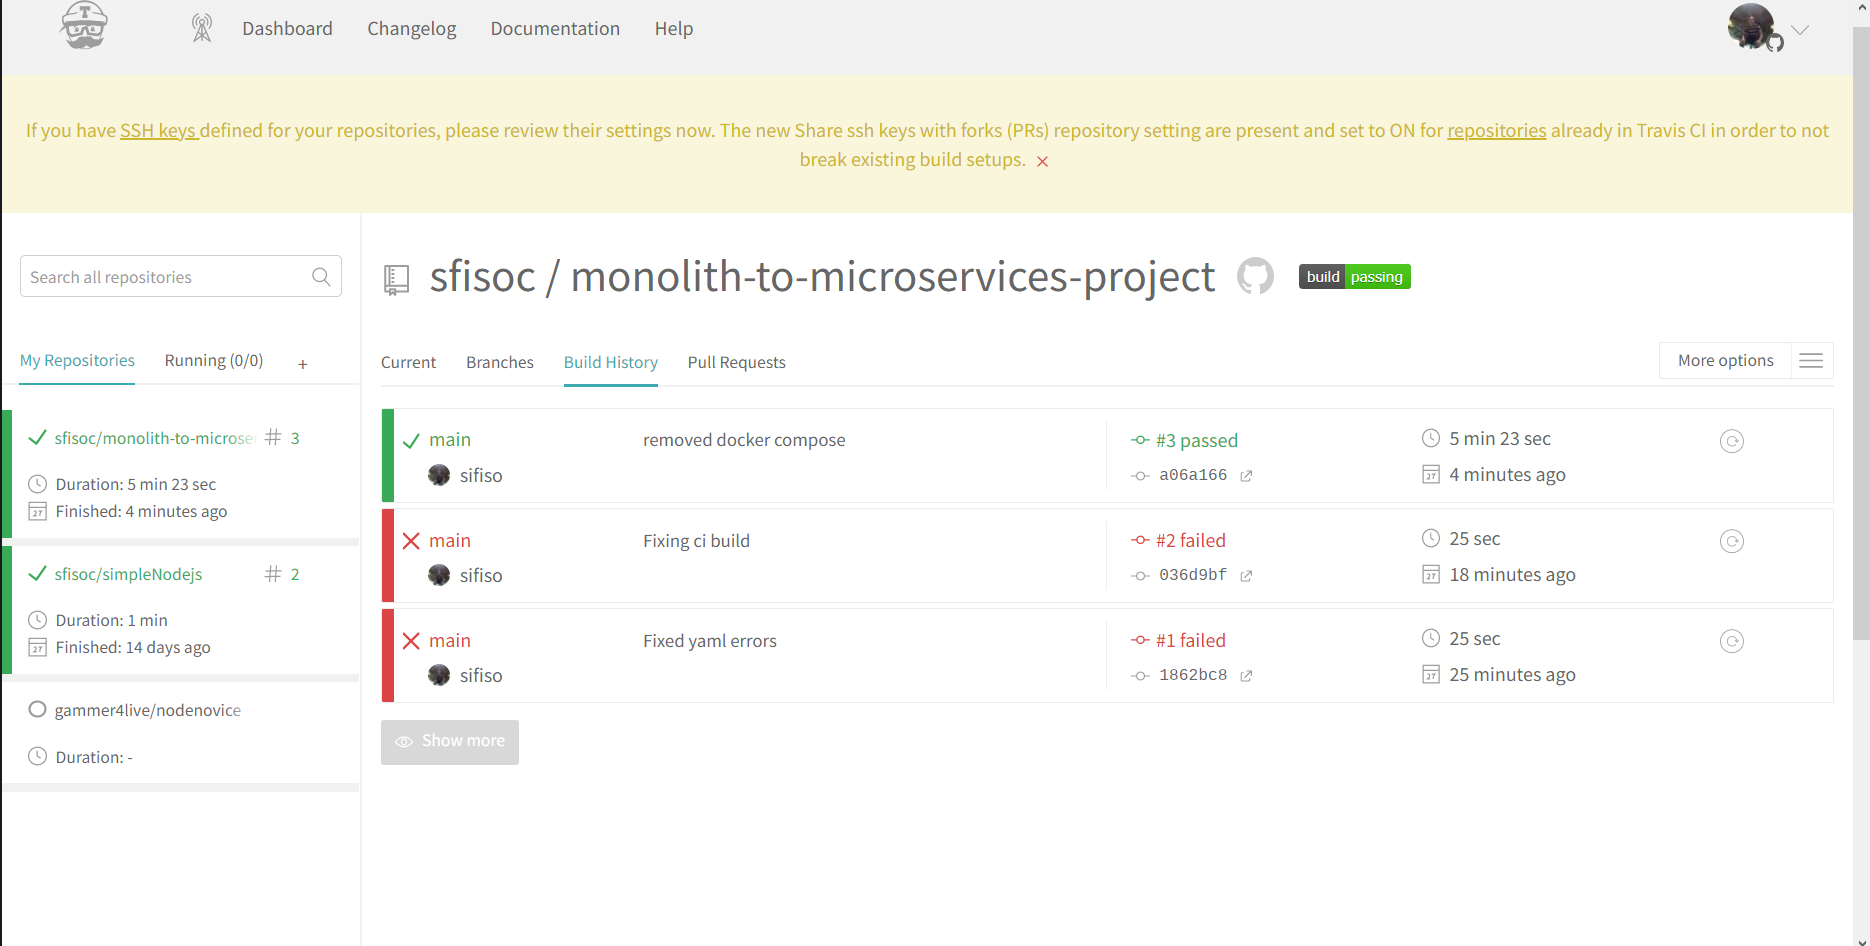 Dashboard Changelog Documentation Help
If you have SSH keys defined for your repositories, please review their settings now. The new Share ssh keys with forks (PRs) repository setting are present and set to ON for repositories already in Travis CI in order to not
break existing build setups.
Search all repositories
My Repositories Running (0/0) +
sfisoc/monolith-to-microser # 3
Duration: 5 min 23 sec
Finished: 4 minutes ago
sfisoc/simpleNodejs # 2
Duration: 1 min
Finished: 14 days ago
gammer4live/nodenovice
Duration: -
sfisoc / monolith-to-microservices-project build passing
Current Branches Build History Pull Requests More options
main removed docker compose #3 passed 5 min 23 sec
sifiso a06a166 4 minutes ago
main Fixing ci build #2 failed 25 sec
sifiso 036d9bf 18 minutes ago
main Fixed yaml errors #1 failed 25 sec
sifiso 1862bc8 25 minutes ago
Show more